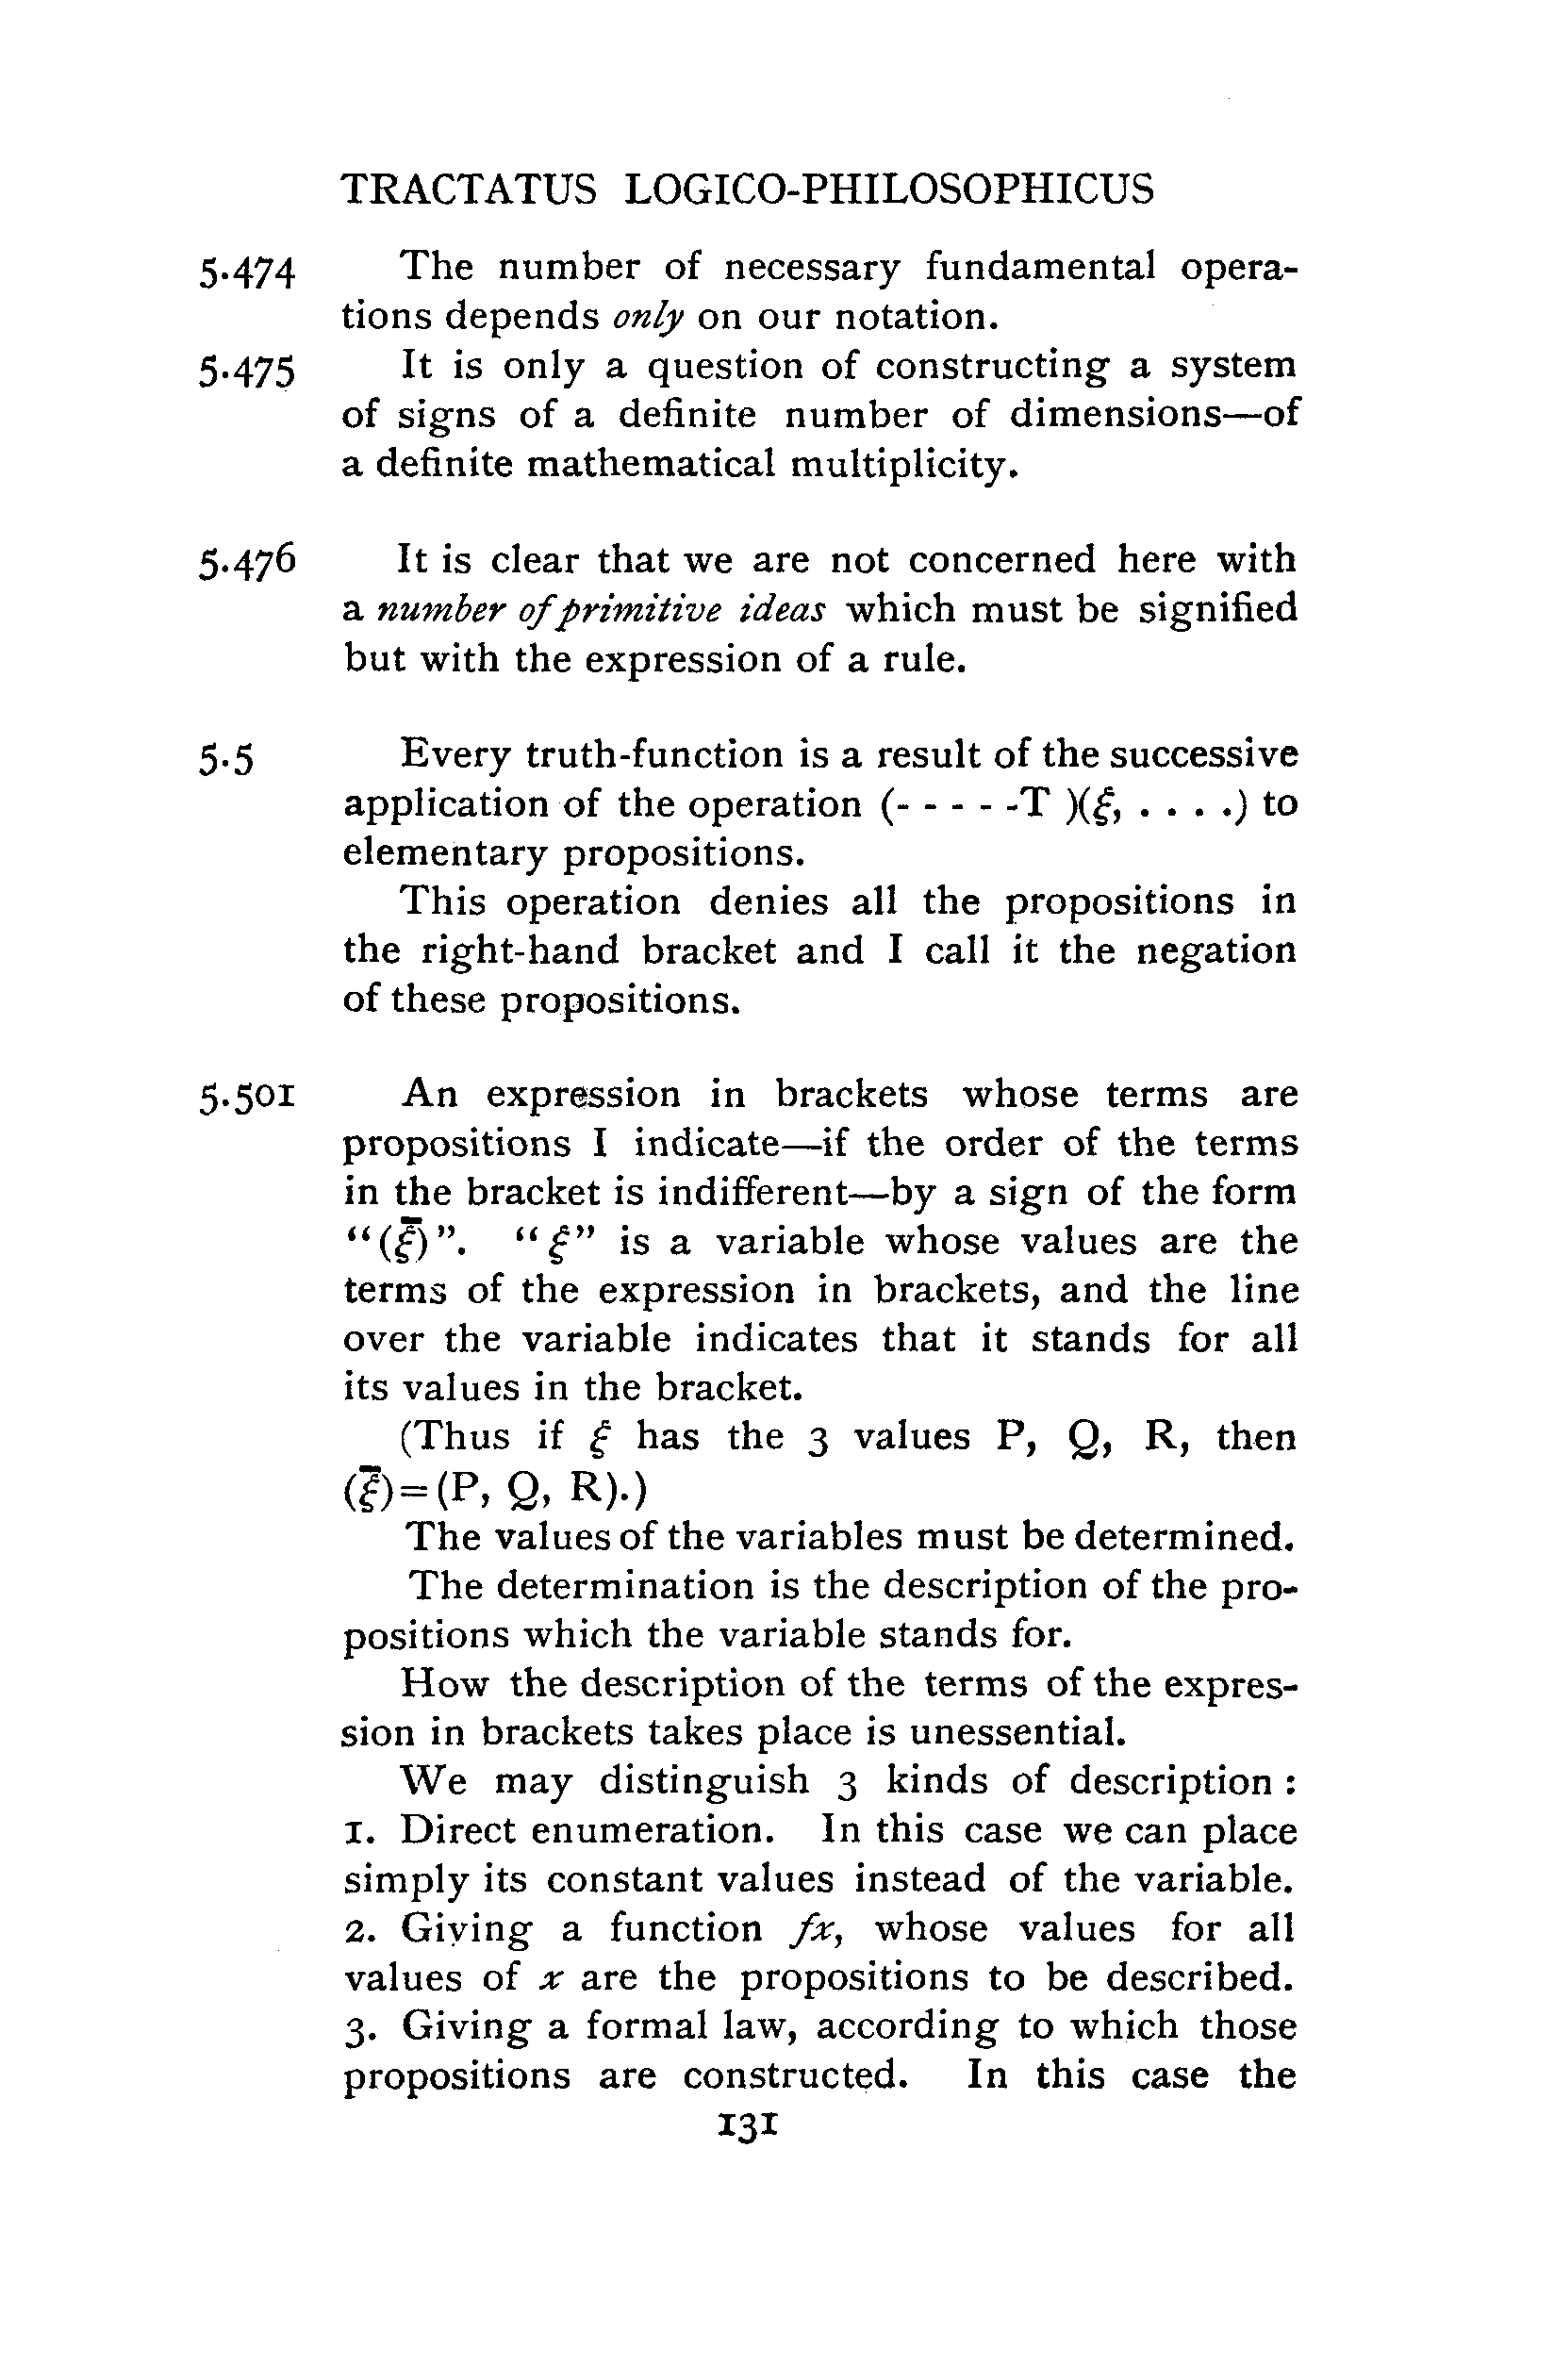 TRACTATUS LOGICO-PHILOSOPHICUS
5·474 The number of necessary fundamental opera-
tions depends only on our notation.
5·475 It is only a question of constructing a system
of signs of a definite number of dimensions—of
a definite mathematical multiplicity.
5·476 It is clear that we are not concerned here with
a number of primitive ideas which must be signified
but with the expression of a rule.
5·5 Every truth-function is a result of the successive
application of the operation (- - - - -T )(ξ, . . . .) to
elementary propositions.
This operation denies all the propositions in
the right-hand bracket and I call it the negation
of these propositions.
5·501 An expression in brackets whose terms are
propositions I indicate—if the order of the terms
in the bracket is indifferent—by a sign of the form
“(ξ̄)”. “ξ” is a variable whose values are the
terms of the expression in brackets, and the line
over the variable indicates that it stands for all
its values in the bracket.
(Thus if ξ has the 3 values P, Q, R, then
(ξ̄)=(P, Q, R).)
The values of the variables must be determined.
The determination is the description of the pro-
positions which the variable stands for.
How the description of the terms of the expres-
sion in brackets takes place is unessential.
We may distinguish 3 kinds of description :
1. Direct enumeration. In this case we can place
simply its constant values instead of the variable.
2. Giving a function fx, whose values for all
values of x are the propositions to be described.
3. Giving a formal law, according to which those
propositions are constructed. In this case the
131